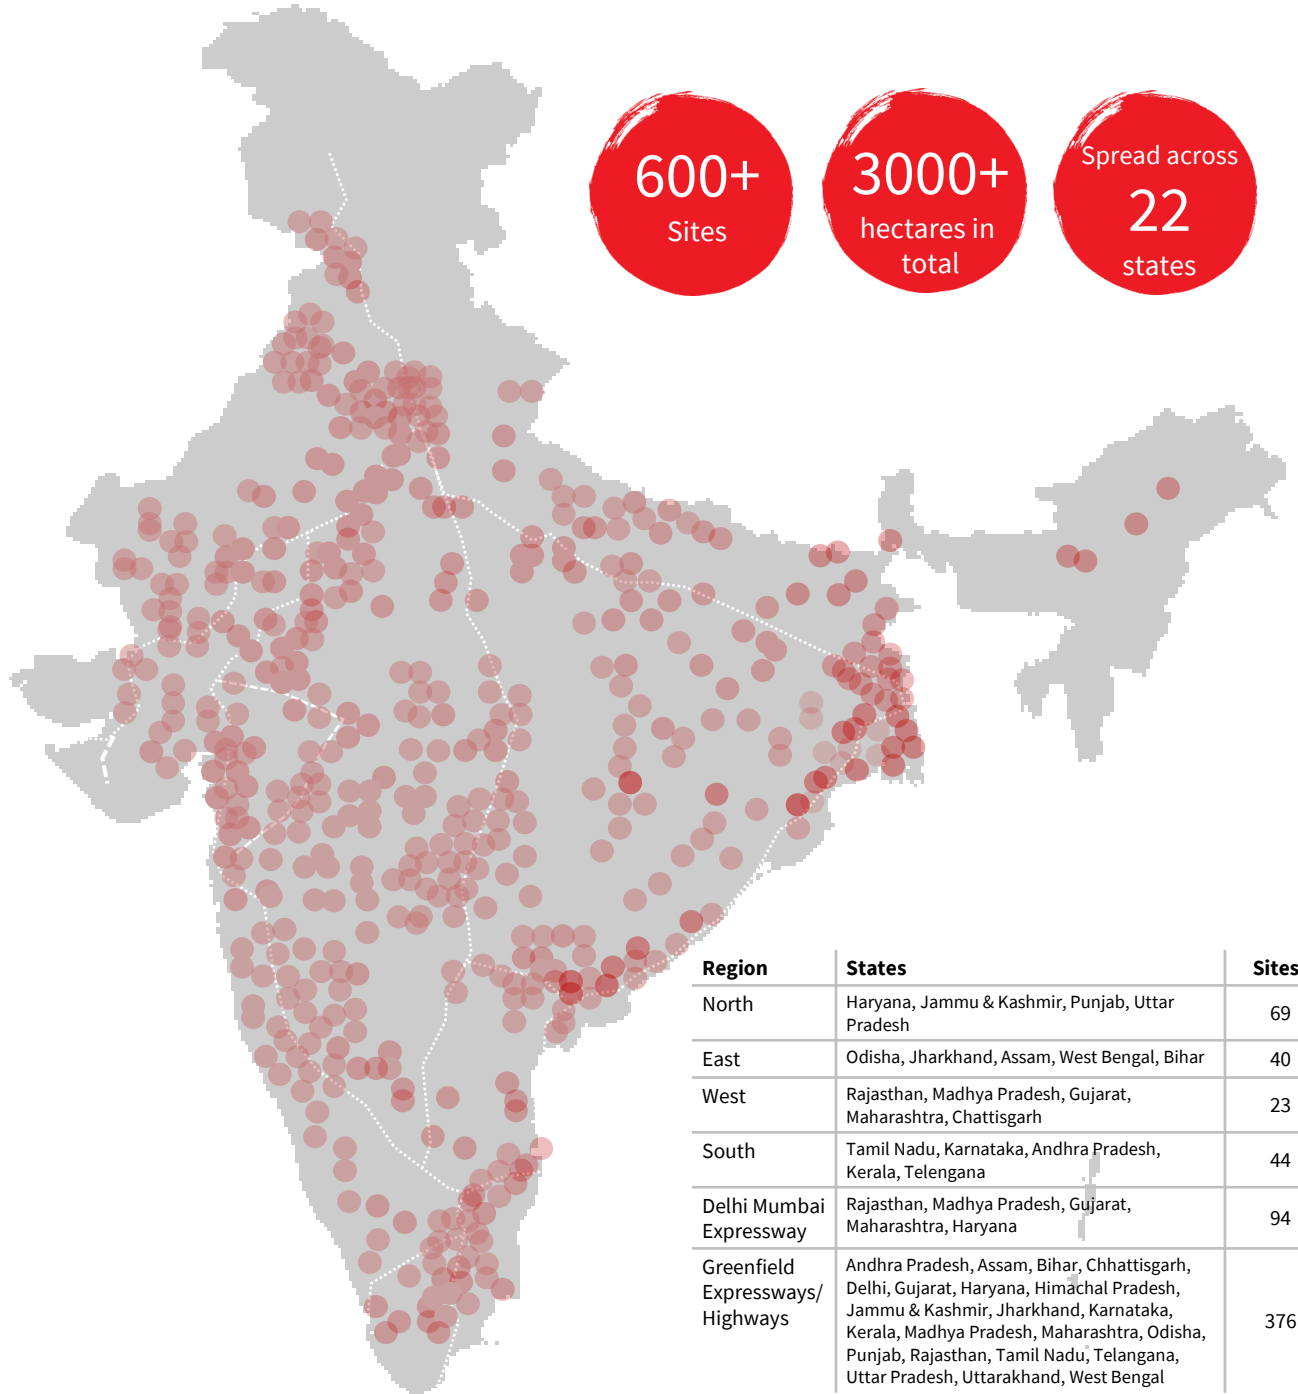 600+
Sites
3000+
hectares in
total
Spread across
22
states
Region States Sites
North Haryana, Jammu & Kashmir, Punjab, Uttar
Pradesh
69
East Odisha, Jharkhand, Assam, West Bengal, Bihar 40
West Rajasthan, Madhya Pradesh, Gujarat,
Maharashtra, Chattisgarh
23
South Tamil Nadu, Karnataka, Andhra Pradesh,
Kerala, Telengana
44
Delhi Mumbai
Expressway
Rajasthan, Madhya Pradesh, Gujarat,
Maharashtra, Haryana
94
Greenfield
Expressways/
Highways
Andhra Pradesh, Assam, Bihar, Chhattisgarh,
Delhi, Gujarat, Haryana, Himachal Pradesh,
Jammu & Kashmir, Jharkhand, Karnataka,
Kerala, Madhya Pradesh, Maharashtra, Odisha,
Punjab, Rajasthan, Tamil Nadu, Telangana,
Uttar Pradesh, Uttarakhand, West Bengal
376